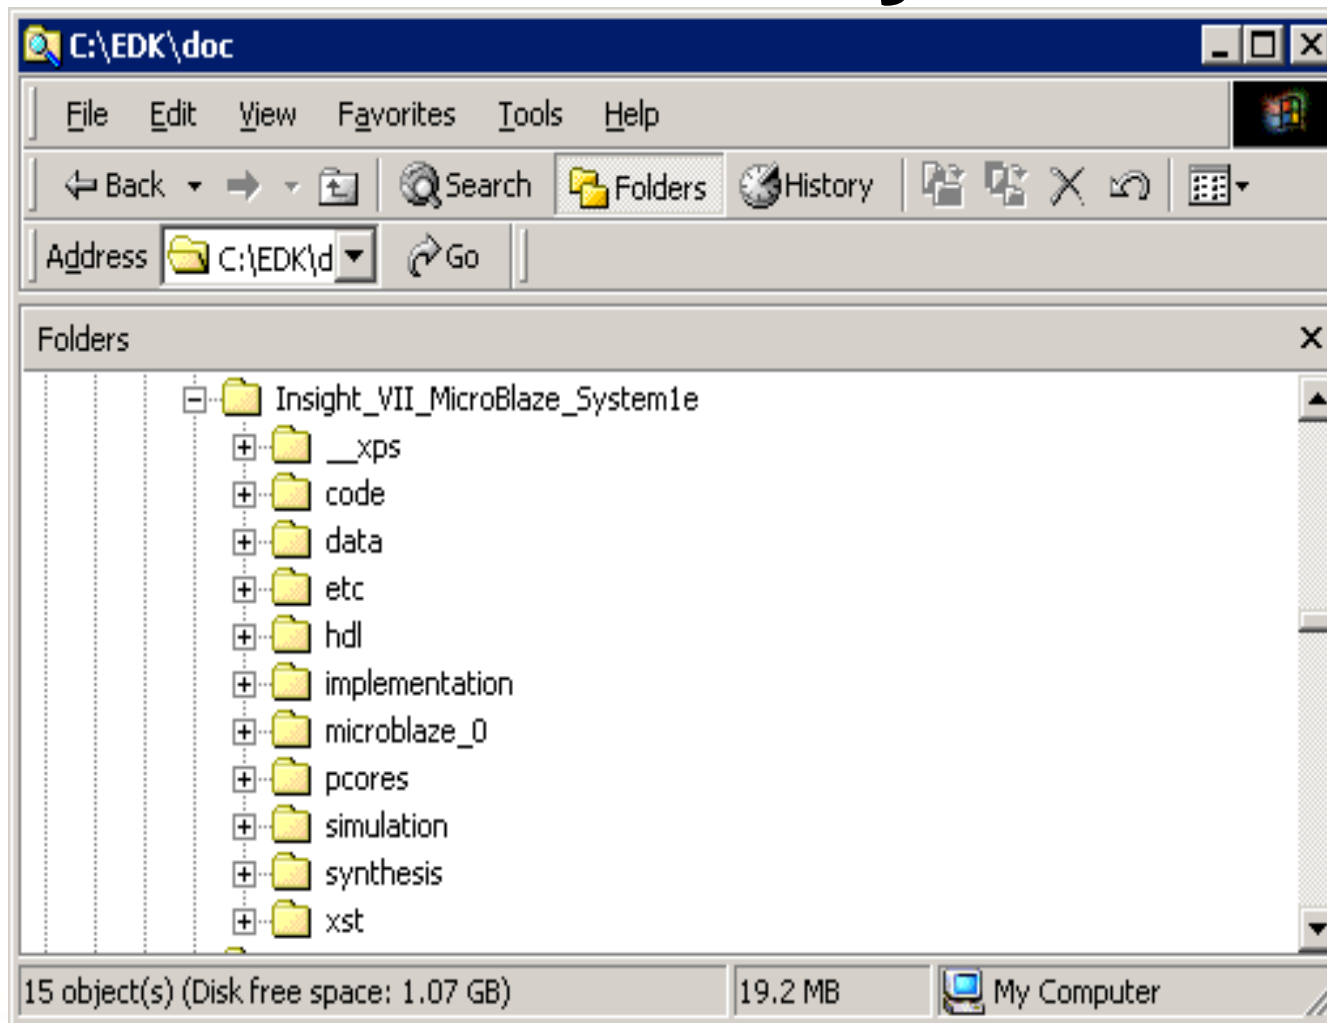 C:\EDK\doc
File Edit View Favorites Tools Help
Back Search Folders History
Address C:\EDK\d Go
Folders
Insight_VII_MicroBlaze_System1e
__xps
code
data
etc
hdl
implementation
microblaze_0
pcores
simulation
synthesis
xst
15 object(s) (Disk free space: 1.07 GB) 19.2 MB My Computer